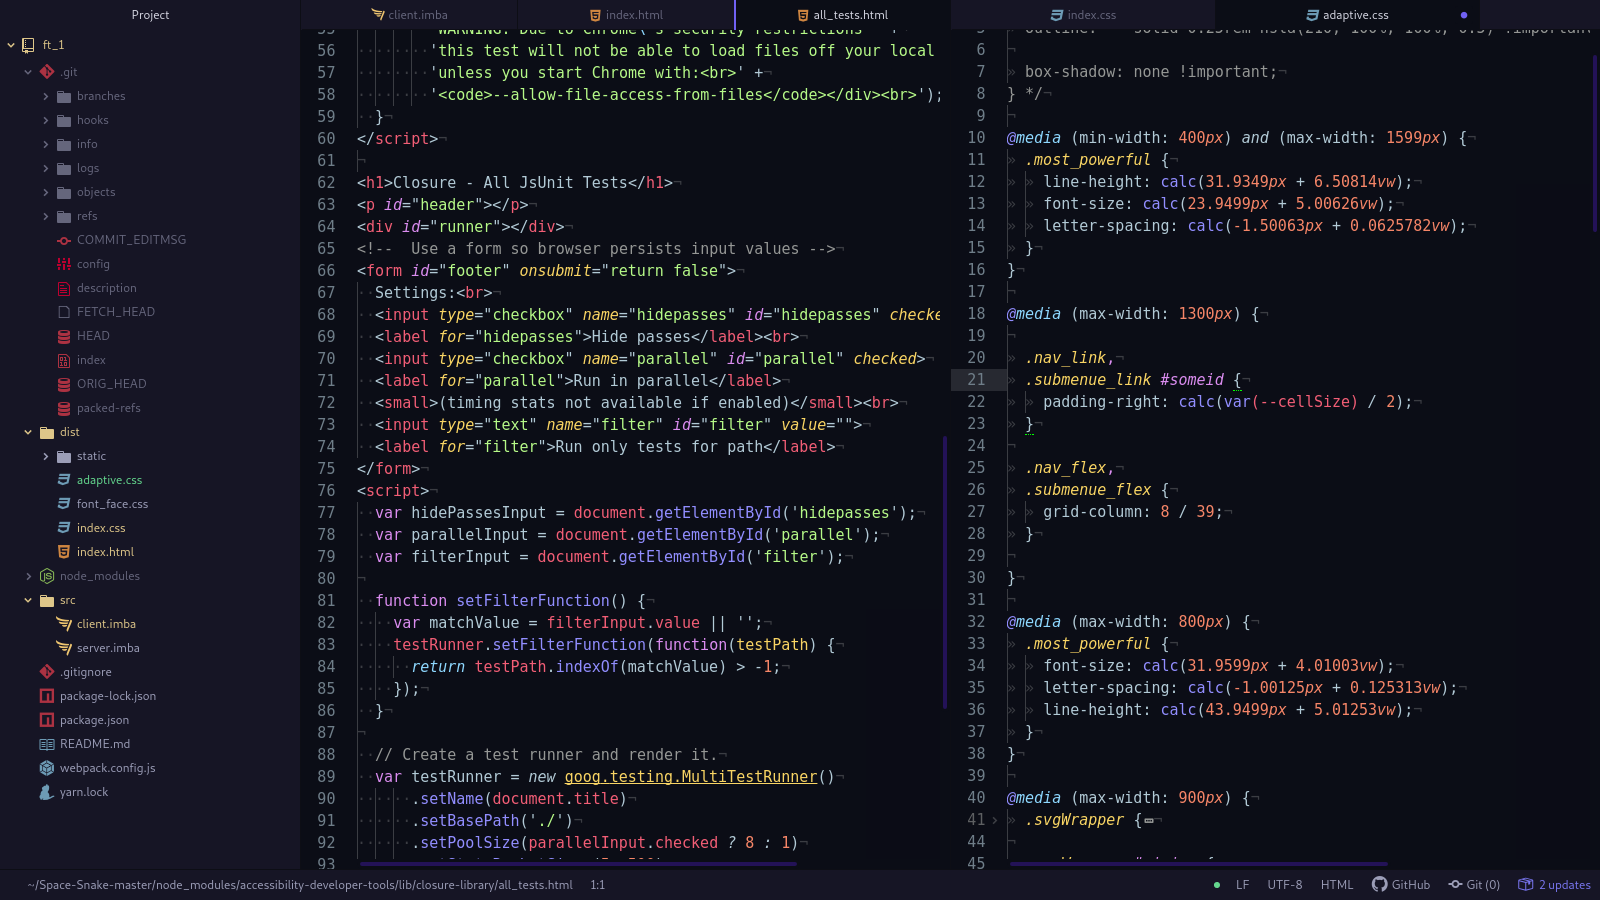 Project
ft_1
.git
branches
hooks
info
logs
objects
refs
COMMIT_EDITMSG
config
description
FETCH_HEAD
HEAD
index
ORIG_HEAD
packed-refs
dist
static
adaptive.css
font_face.css
index.css
index.html
node_modules
src
client.imba
server.imba
.gitignore
package-lock.json
package.json
README.md
webpack.config.js
yarn.lock
client.imba
index.html
all_tests.html
56 'this test will not be able to load files off your local
57 'unless you start Chrome with:<br>' +
58 '<code>--allow-file-access-from-files</code></div><br>');
59 }
60 </script>
61
62 <h1>Closure - All JsUnit Tests</h1>
63 <p id="header"></p>
64 <div id="runner"></div>
65 <!--  Use a form so browser persists input values -->
66 <form id="footer" onsubmit="return false">
67 Settings:<br>
68 <input type="checkbox" name="hidepasses" id="hidepasses" checke
69 <label for="hidepasses">Hide passes</label><br>
70 <input type="checkbox" name="parallel" id="parallel" checked>
71 <label for="parallel">Run in parallel</label>
72 <small>(timing stats not available if enabled)</small><br>
73 <input type="text" name="filter" id="filter" value="">
74 <label for="filter">Run only tests for path</label>
75 </form>
76 <script>
77 var hidePassesInput = document.getElementById('hidepasses');
78 var parallelInput = document.getElementById('parallel');
79 var filterInput = document.getElementById('filter');
80
81 function setFilterFunction() {
82 var matchValue = filterInput.value || '';
83 testRunner.setFilterFunction(function(testPath) {
84 return testPath.indexOf(matchValue) > -1;
85 });
86 }
87
88 // Create a test runner and render it.
89 var testRunner = new goog.testing.MultiTestRunner()
90 .setName(document.title)
91 .setBasePath('./')
92 .setPoolSize(parallelInput.checked ? 8 : 1)
93
index.css
adaptive.css
6
7 box-shadow: none !important;
8 } */
9
10 @media (min-width: 400px) and (max-width: 1599px) {
11 .most_powerful {
12 line-height: calc(31.9349px + 6.50814vw);
13 font-size: calc(23.9499px + 5.00626vw);
14 letter-spacing: calc(-1.50063px + 0.0625782vw);
15 }
16 }
17
18 @media (max-width: 1300px) {
19
20 .nav_link,
21 .submenue_link #someid {
22 padding-right: calc(var(--cellSize) / 2);
23 }
24
25 .nav_flex,
26 .submenue_flex {
27 grid-column: 8 / 39;
28 }
29
30 }
31
32 @media (max-width: 800px) {
33 .most_powerful {
34 font-size: calc(31.9599px + 4.01003vw);
35 letter-spacing: calc(-1.00125px + 0.125313vw);
36 line-height: calc(43.9499px + 5.01253vw);
37 }
38 }
39
40 @media (max-width: 900px) {
41 .svgWrapper {
44
45
~/Space-Snake-master/node_modules/accessibility-developer-tools/lib/closure-library/all_tests.html 1:1
LF UTF-8 HTML GitHub Git (0) 2 updates